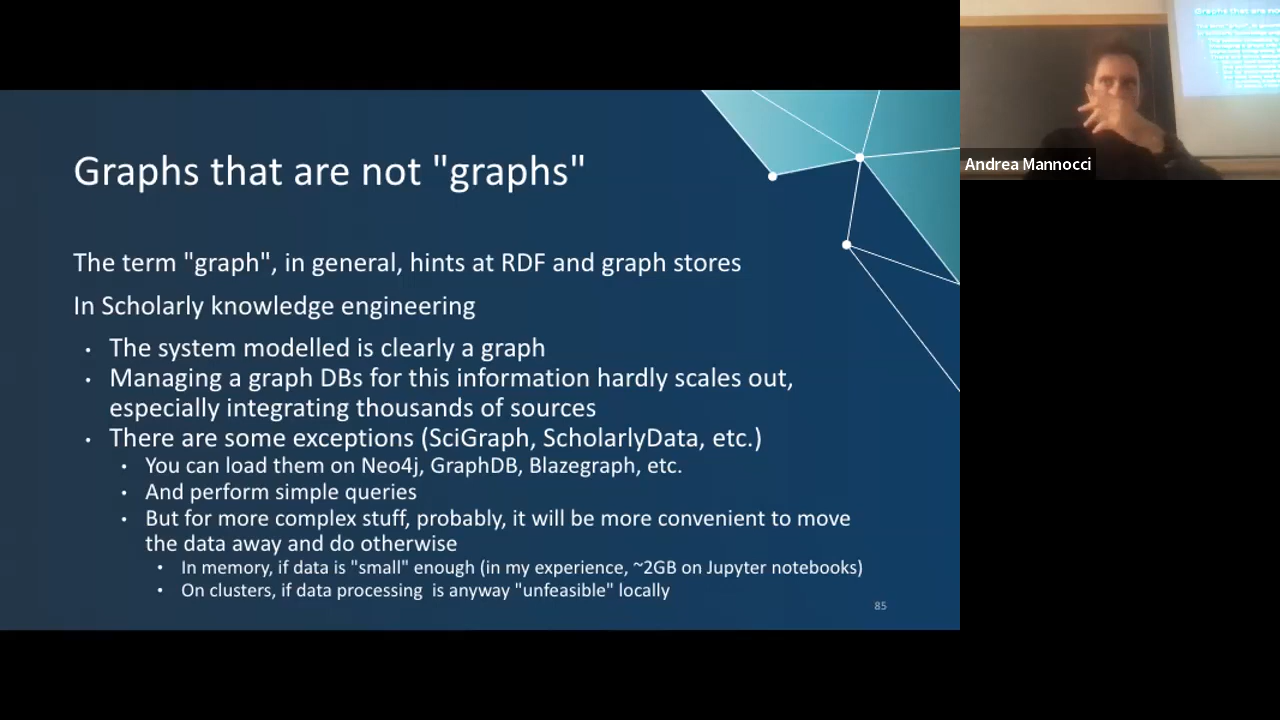 Graphs that are not "graphs"
The term "graph", in general, hints at RDF and graph stores
In Scholarly knowledge engineering
• The system modelled is clearly a graph
• Managing a graph DBs for this information hardly scales out,
especially integrating thousands of sources
• There are some exceptions (SciGraph, ScholarlyData, etc.)
• You can load them on Neo4j, GraphDB, Blazegraph, etc.
• And perform simple queries
• But for more complex stuff, probably, it will be more convenient to move
the data away and do otherwise
• In memory, if data is "small" enough (in my experience, ~2GB on Jupyter notebooks)
• On clusters, if data processing  is anyway "unfeasible" locally
85
Graphs that are no
Andrea Mannocci